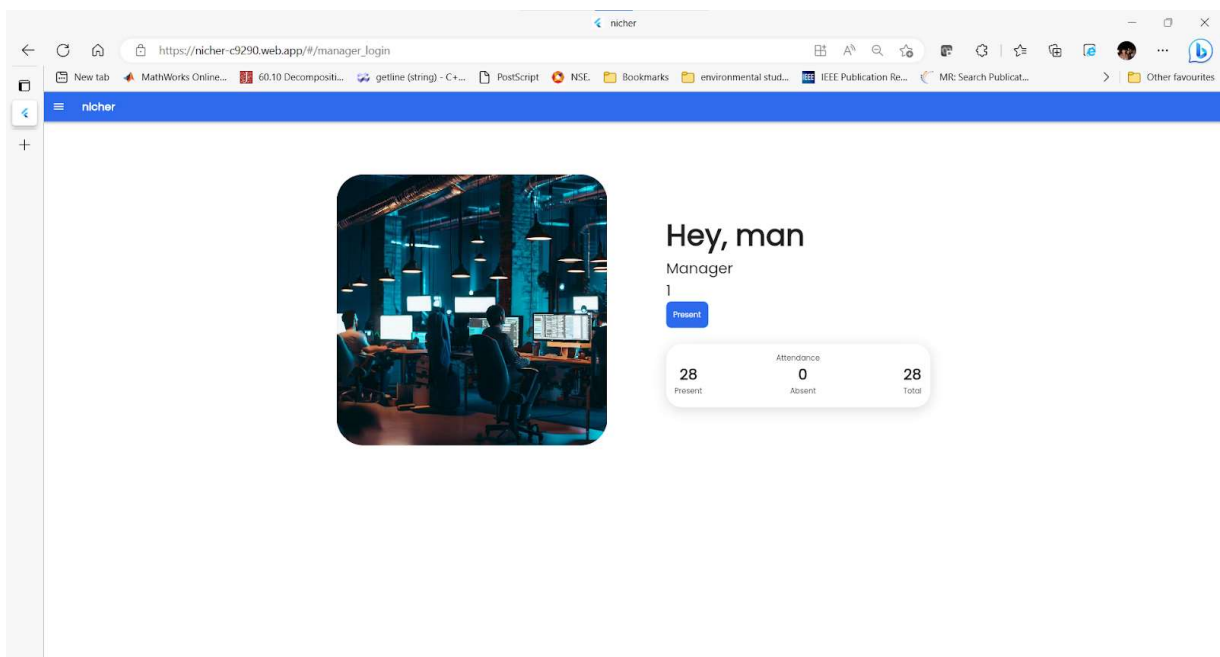 nicher
https://nicher-c9290.web.app/#/manager_login
New tab MathWorks Online... 60.10 Decompositi... getline (string) - C+... PostScript NSE. Bookmarks environmental stud... IEEE Publication Re... MR: Search Publicat... Other favourites
nicher
Hey, man
Manager
1
Present
Attendance
28 0 28
Present Absent Total